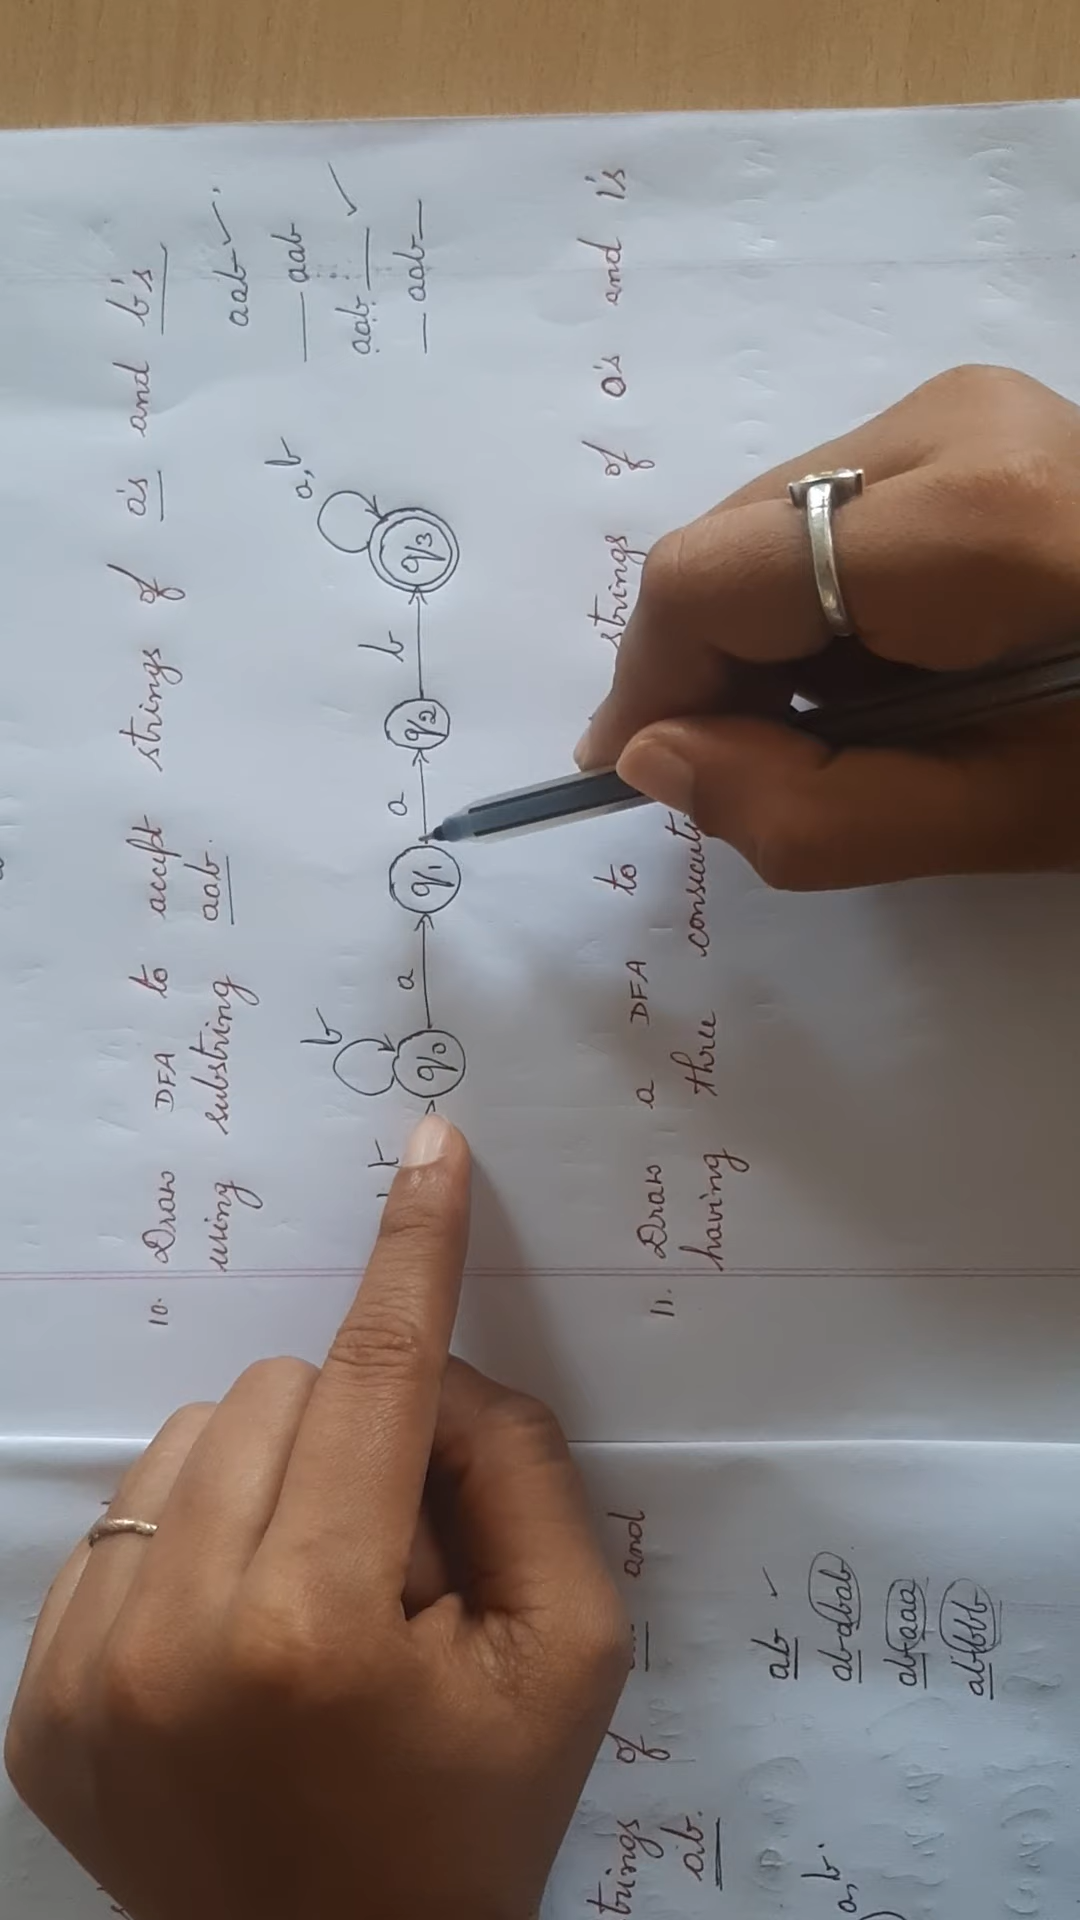 10. Draw DFA to accept strings of a's and b's
using substring aab.
aab ✓
aab
aab ✓
aab
b
a
a
b
a,b
q0
q1
q2
q3
11. Draw a DFA to strings of 0's and 1's
having three
trings of and
ab.
ab ✓
ababab
abaaa
abbbb
a,b.